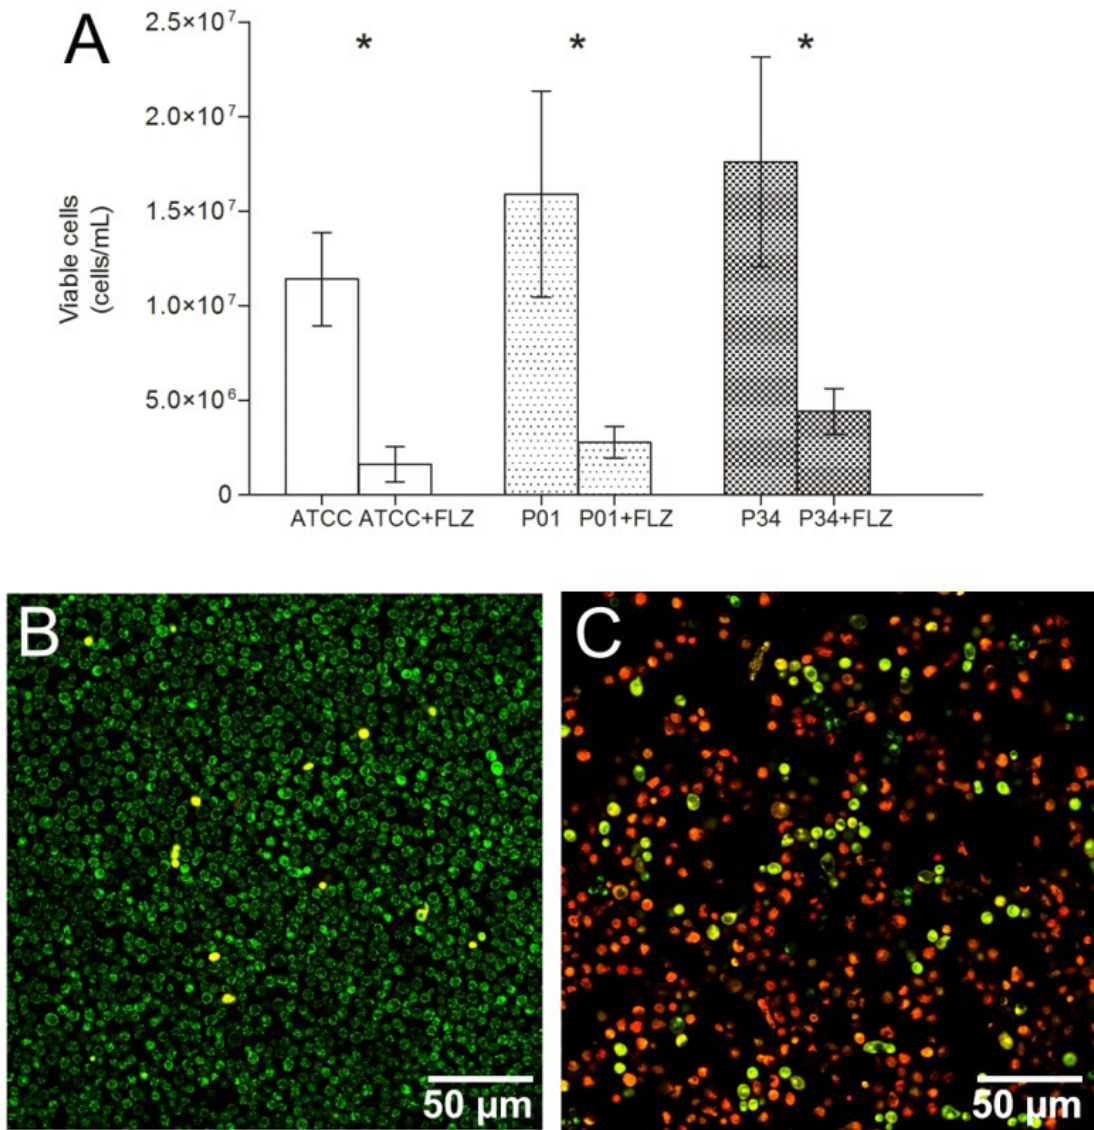 A
* * *
2.5×10⁷
2.0×10⁷
1.5×10⁷
1.0×10⁷
5.0×10⁶
0
Viable cells
(cells/mL)
ATCC ATCC+FLZ P01 P01+FLZ P34 P34+FLZ
B
50 µm
C
50 µm